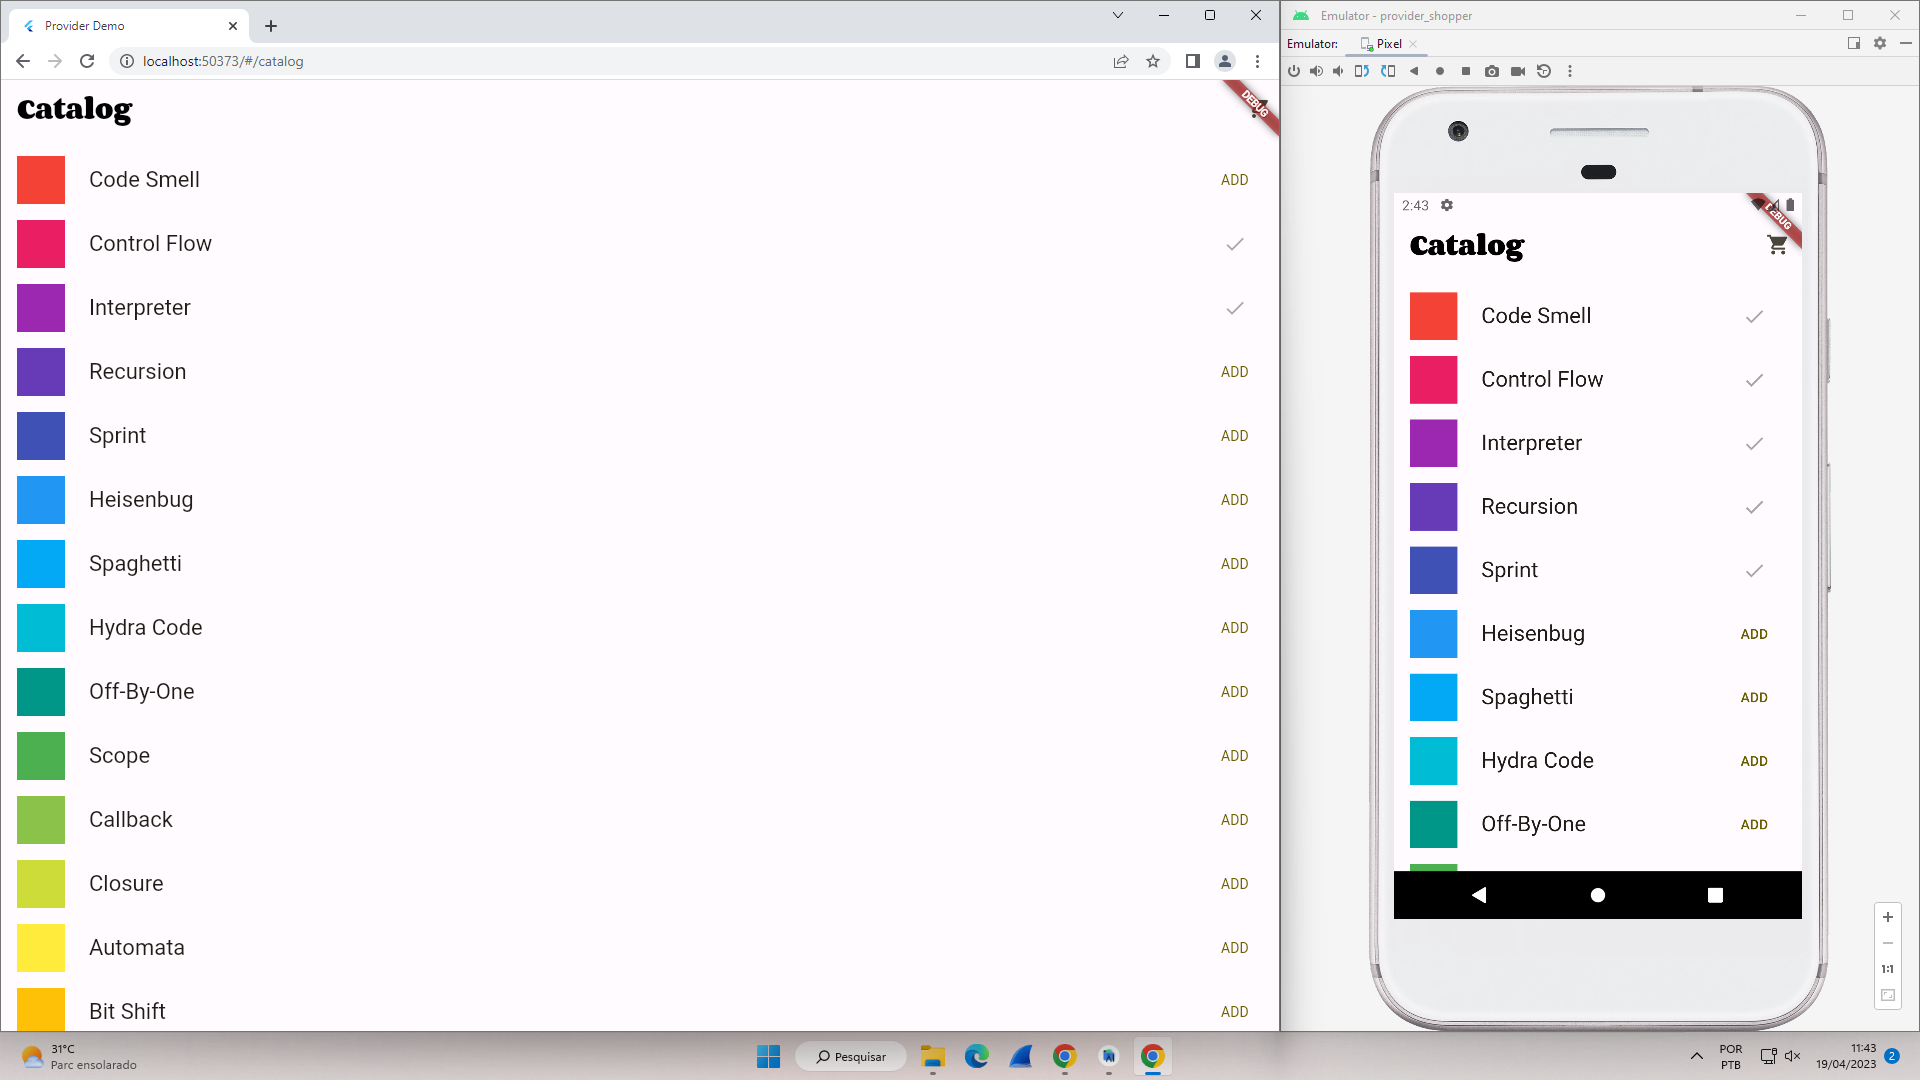 Provider Demo
localhost:50373/#/catalog
Catalog
DEBUG
Code Smell ADD
Control Flow
Interpreter
Recursion ADD
Sprint ADD
Heisenbug ADD
Spaghetti ADD
Hydra Code ADD
Off-By-One ADD
Scope ADD
Callback ADD
Closure ADD
Automata ADD
Bit Shift ADD
Emulator - provider_shopper
Emulator: Pixel
2:43
DEBUG
Catalog
Code Smell
Control Flow
Interpreter
Recursion
Sprint
Heisenbug ADD
Spaghetti ADD
Hydra Code ADD
Off-By-One ADD
1:1
31°C
Parc ensolarado
Pesquisar
POR
PTB
11:43
19/04/2023
2